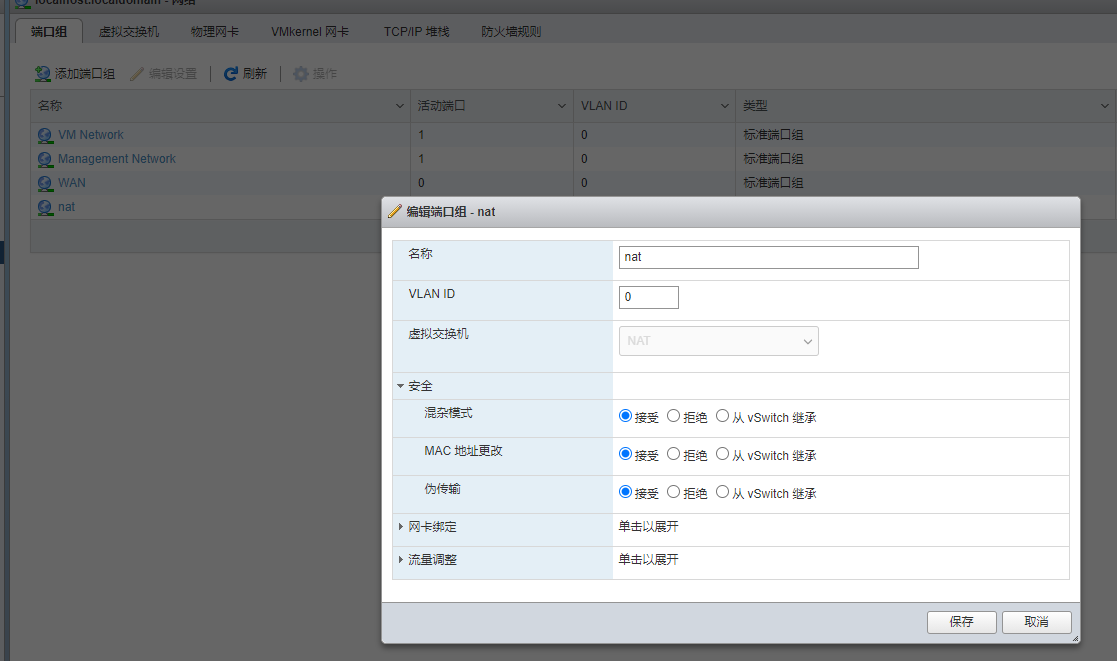 localhost.localdomain - 网络
端口组 虚拟交换机 物理网卡 VMkernel 网卡 TCP/IP 堆栈 防火墙规则
添加端口组 编辑设置 刷新 操作
名称 活动端口 VLAN ID 类型
VM Network 1 0 标准端口组
Management Network 1 0 标准端口组
WAN 0 0 标准端口组
nat
编辑端口组 - nat
名称 nat
VLAN ID 0
虚拟交换机 NAT
安全
混杂模式 接受 拒绝 从 vSwitch 继承
MAC 地址更改 接受 拒绝 从 vSwitch 继承
伪传输 接受 拒绝 从 vSwitch 继承
网卡绑定 单击以展开
流量调整 单击以展开
保存 取消